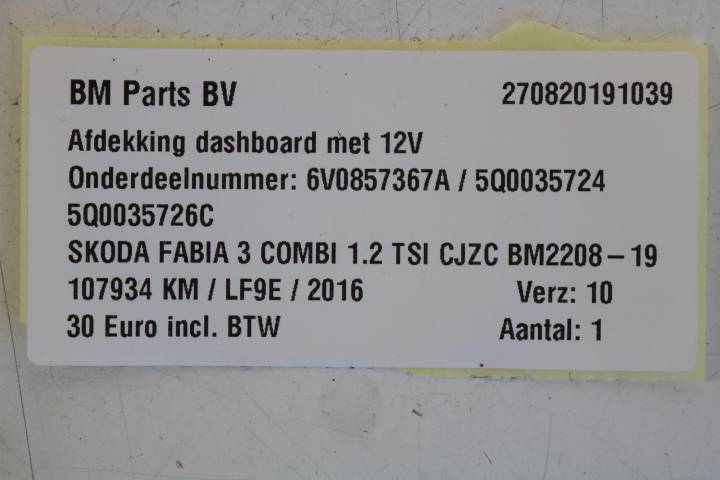 BM Parts BV 270820191039
Afdekking dashboard met 12V
Onderdeelnummer: 6V0857367A / 5Q0035724
5Q0035726C
SKODA FABIA 3 COMBI 1.2 TSI CJZC BM2208-19
107934 KM / LF9E / 2016 Verz: 10
30 Euro incl. BTW Aantal: 1